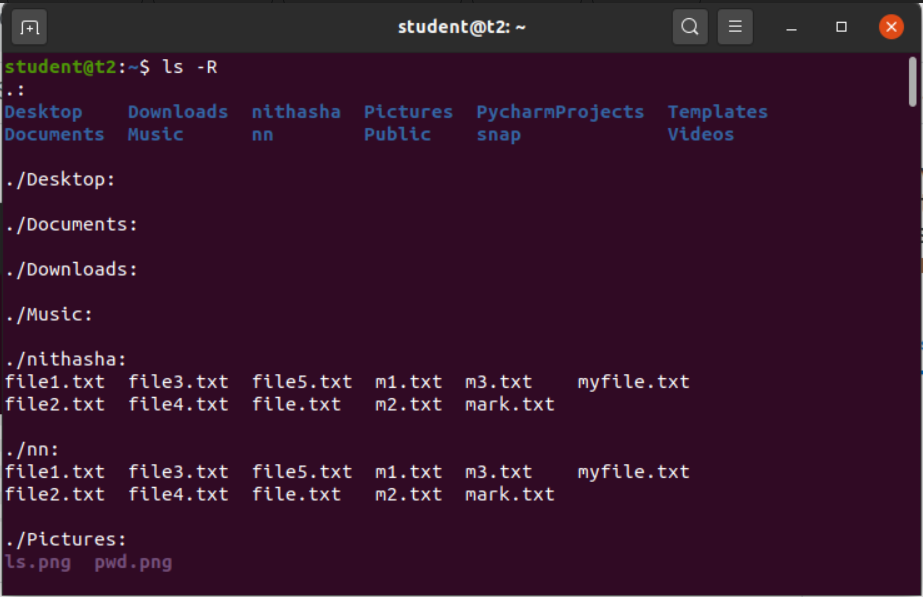 student@t2: ~
student@t2:~$ ls -R
.:
Desktop    Downloads  nithasha  Pictures  PycharmProjects  Templates
Documents  Music      nn        Public    snap             Videos
./Desktop:
./Documents:
./Downloads:
./Music:
./nithasha:
file1.txt  file3.txt  file5.txt  m1.txt  m3.txt    myfile.txt
file2.txt  file4.txt  file.txt   m2.txt  mark.txt
./nn:
file1.txt  file3.txt  file5.txt  m1.txt  m3.txt    myfile.txt
file2.txt  file4.txt  file.txt   m2.txt  mark.txt
./Pictures:
ls.png  pwd.png